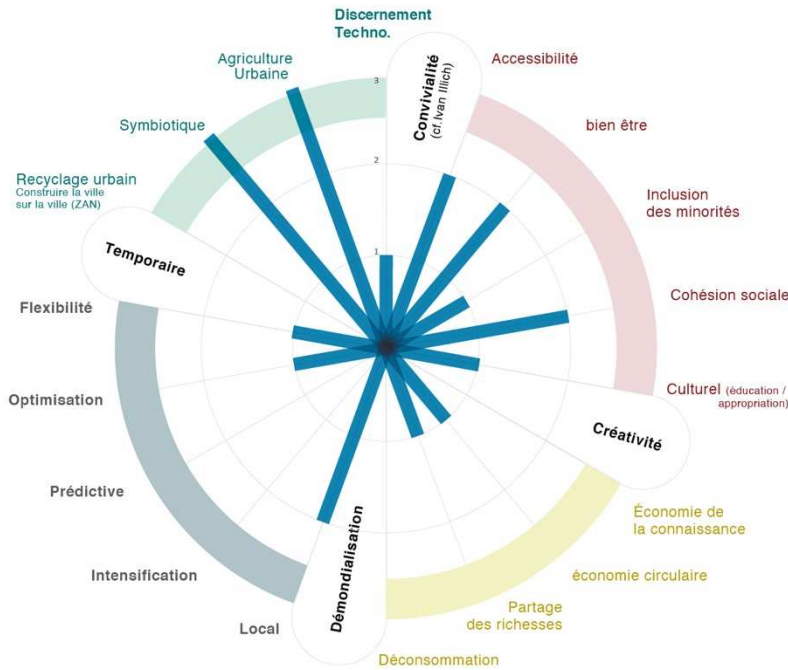 Discernement
Techno.
Agriculture
Urbaine
Symbiotique
Recyclage urbain
Construire la ville
sur la ville (ZAN)
Temporaire
Flexibilité
Optimisation
Prédictive
Intensification
Local
Démondialisation
Déconsommation
Partage
des richesses
économie circulaire
Économie de
la connaissance
Créativité
Culturel (éducation /
appropriation)
Cohésion sociale
Inclusion
des minorités
bien être
Accessibilité
Convivialité
(cf.Ivan Illich)
3
2
1